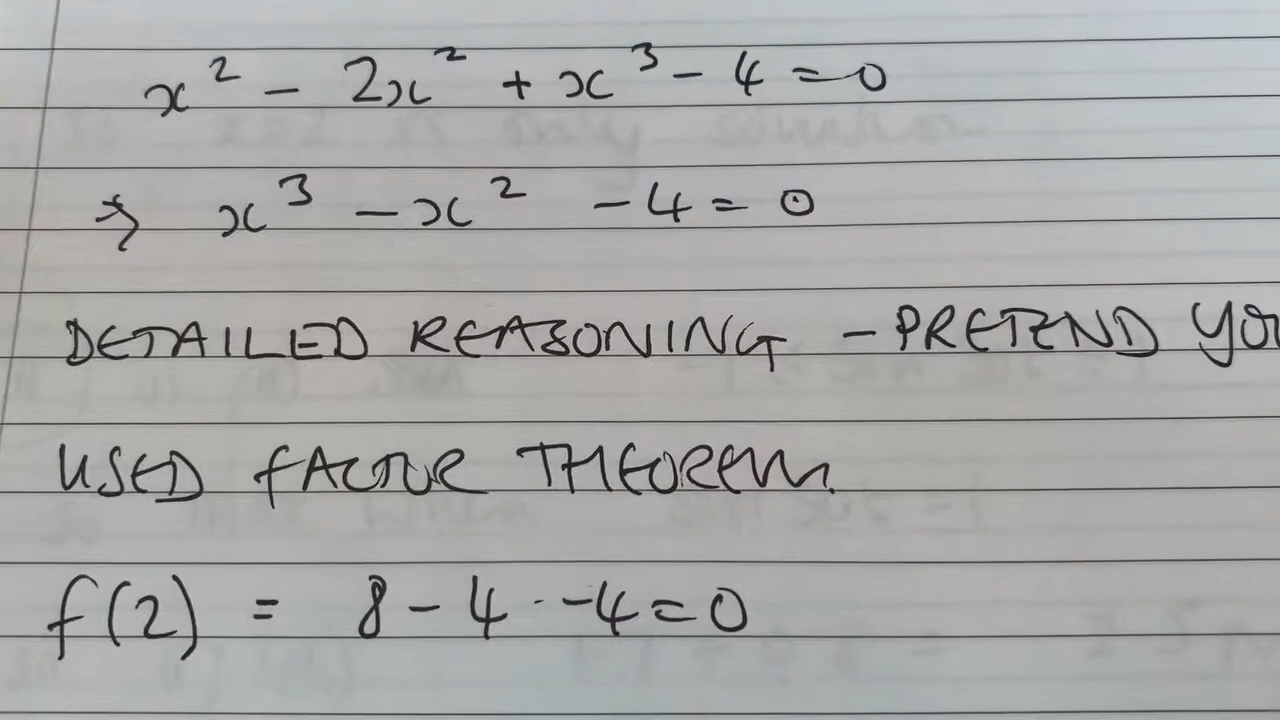 x² - 2x² + x³ - 4 = 0
⇒ x³ - x² - 4 = 0
DETAILED REASONING - PRETEND YOU
USED FACTOR THEOREM.
f(2) = 8 - 4 - 4 = 0